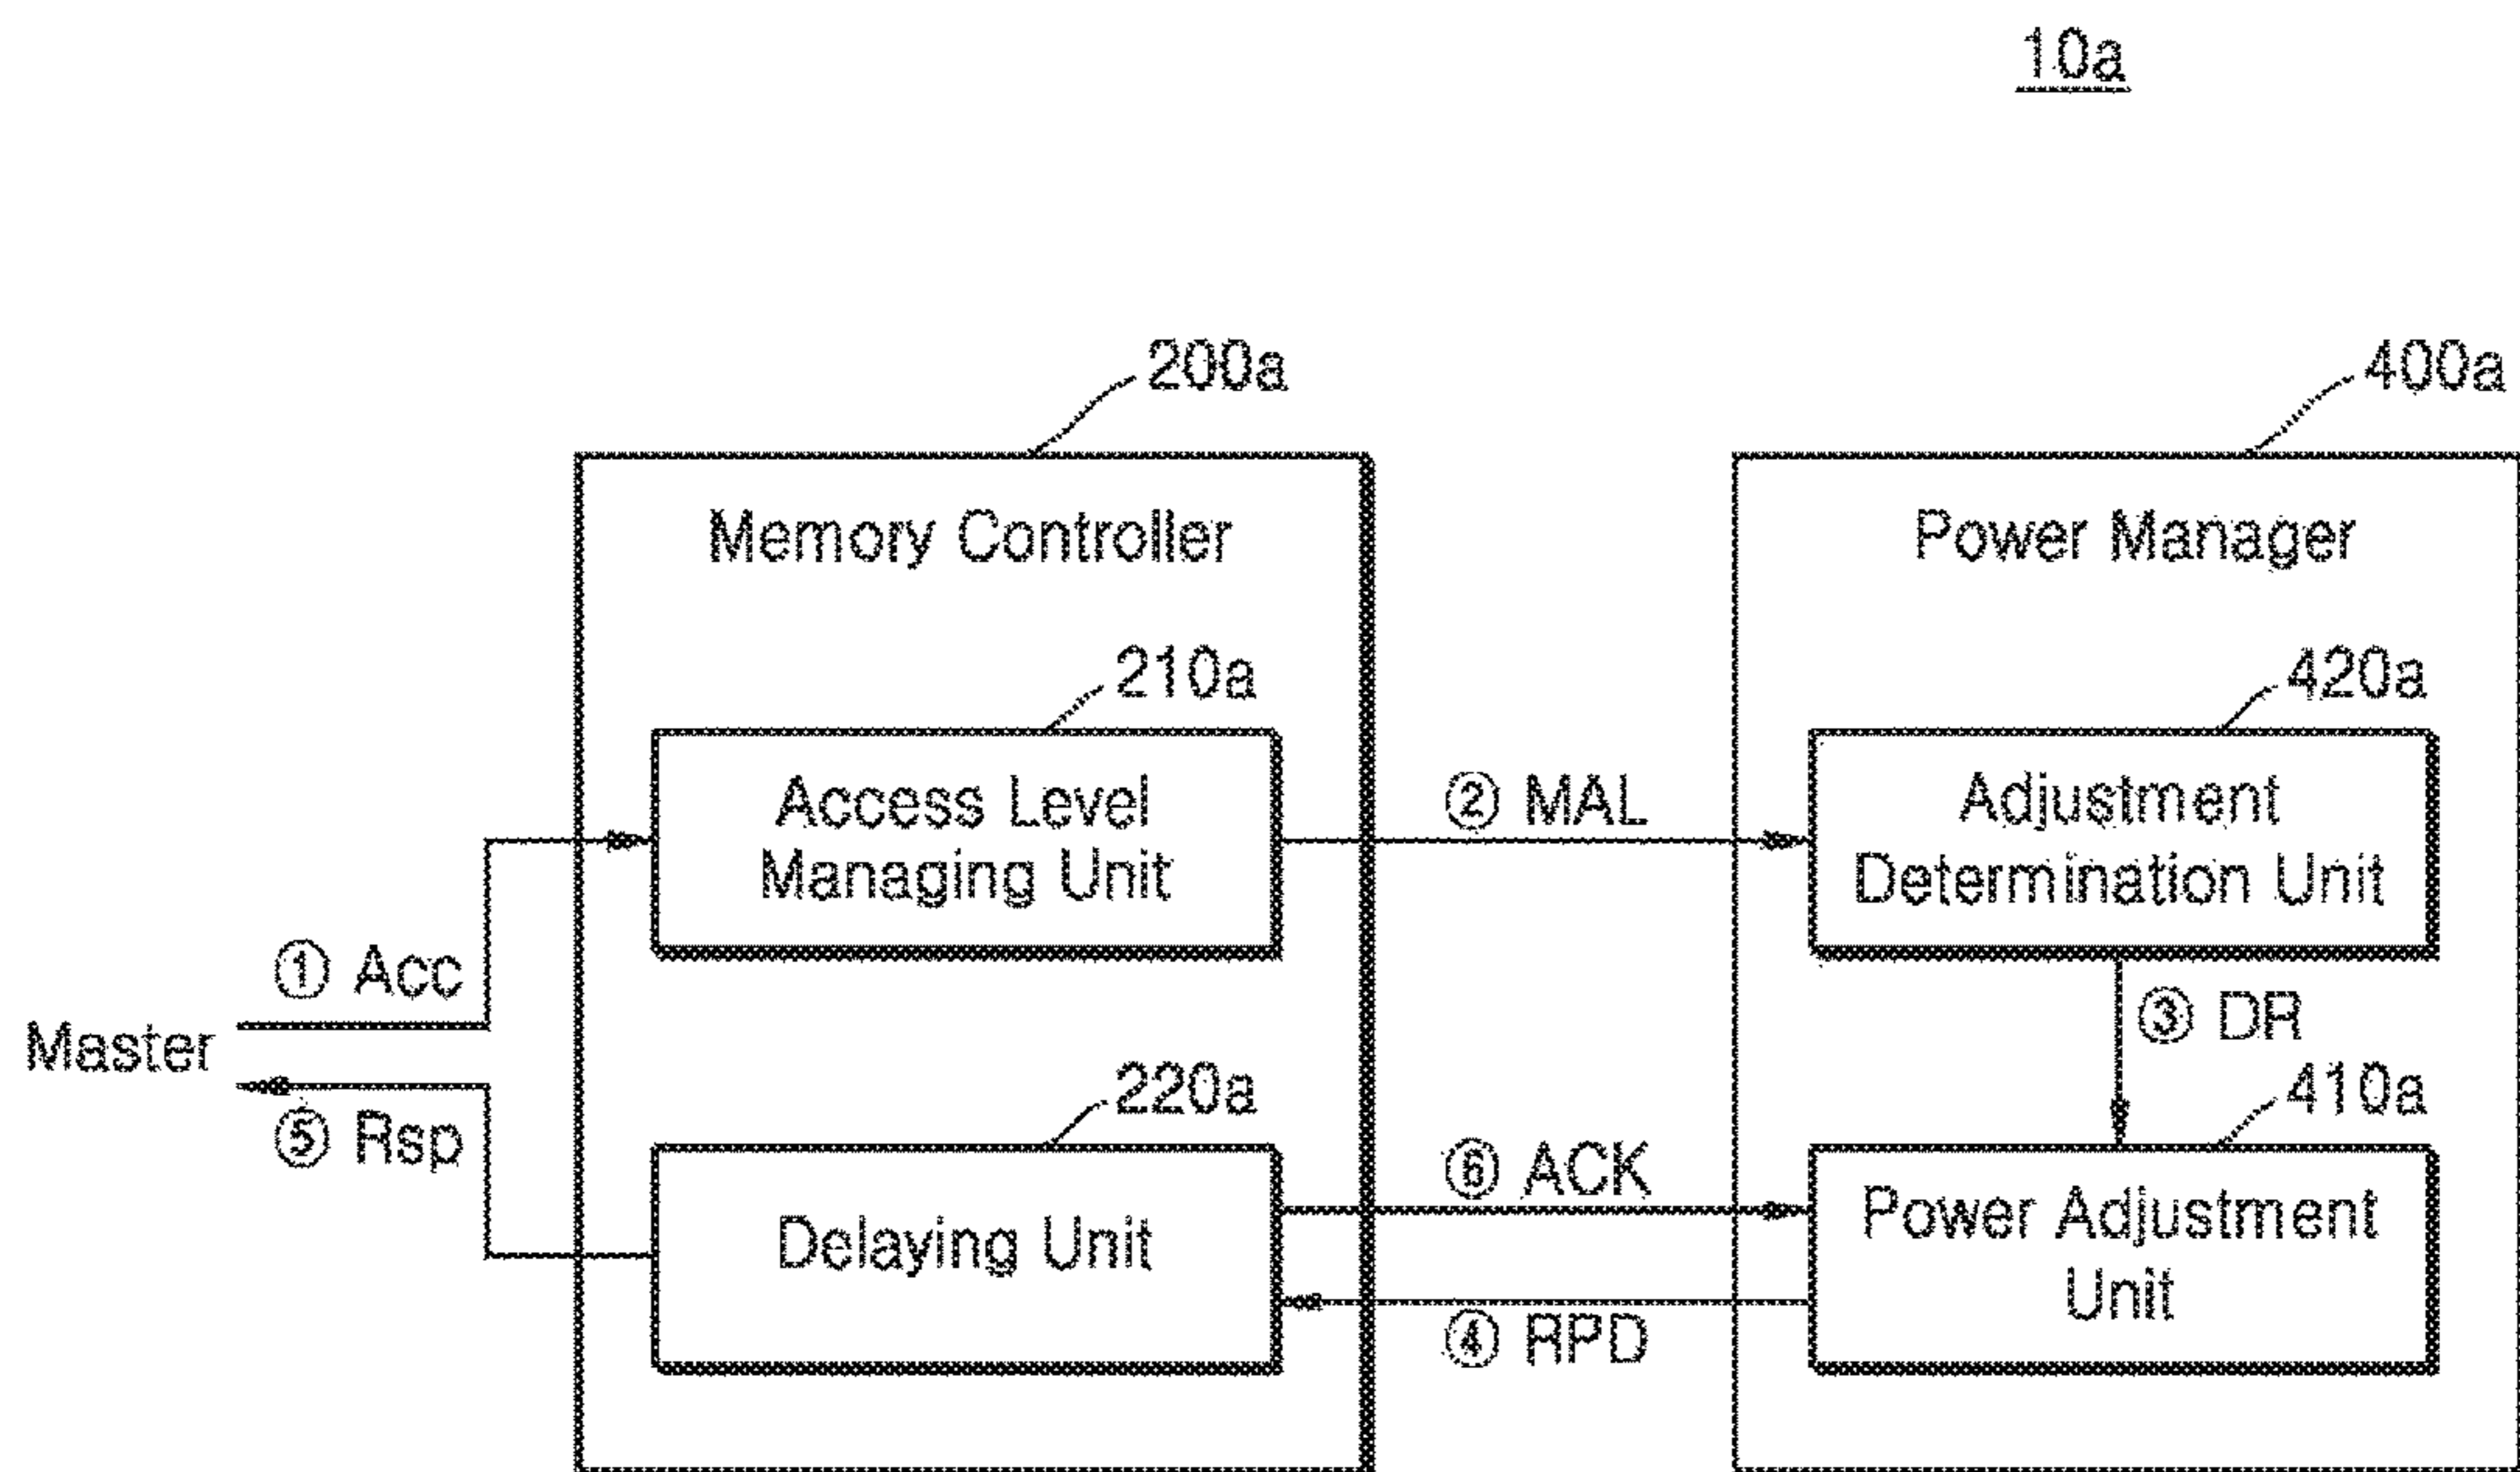 10a
200a
400a
Memory Controller
Power Manager
210a
420a
Access Level
Managing Unit
② MAL
Adjustment
Determination Unit
① Acc
Master
③ DR
⑤ Rsp
220a
410a
Delaying Unit
⑥ ACK
④ RPD
Power Adjustment
Unit